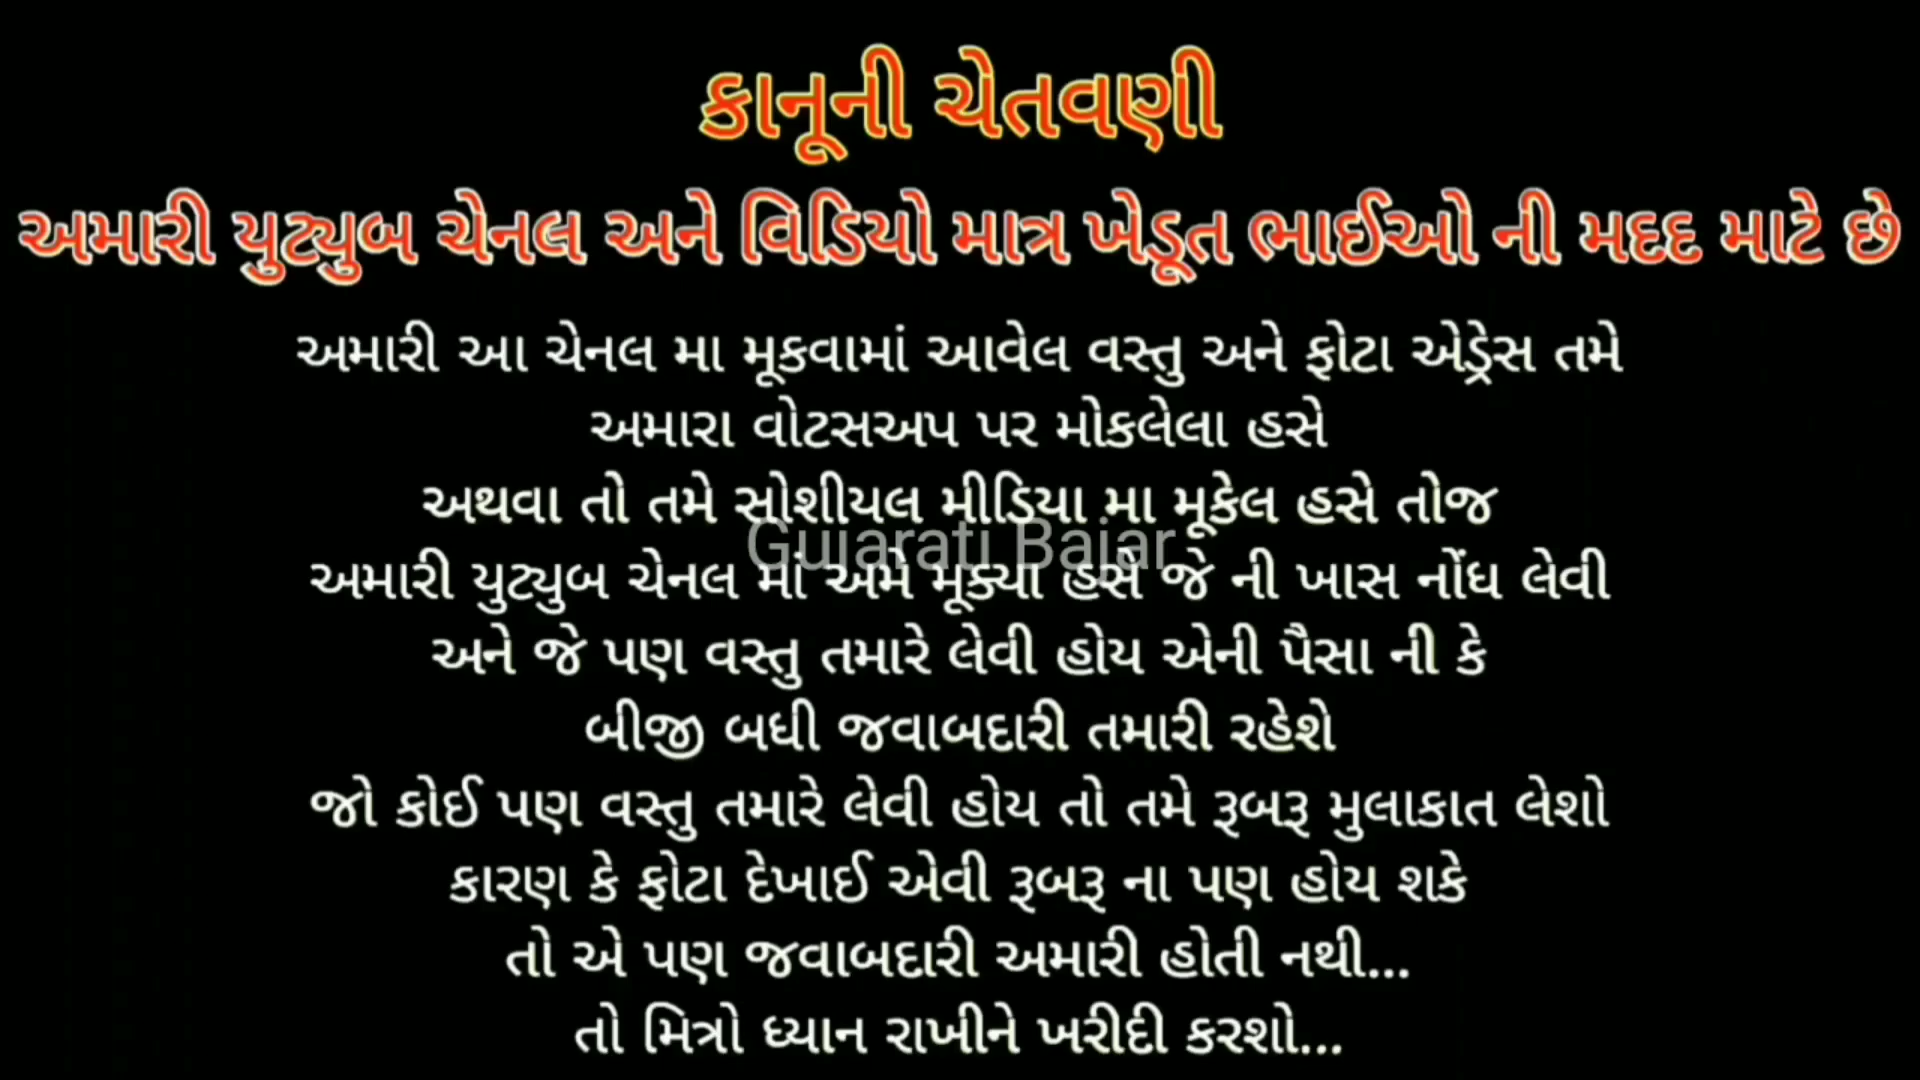 કાનૂની ચેતવણી
અમારી યુટ્યુબ ચેનલ અને વિડિયો માત્ર ખેડૂત ભાઈઓ ની મદદ માટે છે
અમારી આ ચેનલ મા મૂકવામાં આવેલ વસ્તુ અને ફોટા એડ્રેસ તમે
અમારા વોટસઅપ પર મોકલેલા હસે
અથવા તો તમે સોશીયલ મીડિયા મા મૂકેલ હસે તોજ
Gujarati Bajar
અમારી યુટ્યુબ ચેનલ માં અમે મૂક્યા હસે જે ની ખાસ નોંધ લેવી
અને જે પણ વસ્તુ તમારે લેવી હોય એની પૈસા ની કે
બીજી બધી જવાબદારી તમારી રહેશે
જો કોઈ પણ વસ્તુ તમારે લેવી હોય તો તમે રૂબરૂ મુલાકાત લેશો
કારણ કે ફોટા દેખાઈ એવી રૂબરૂ ના પણ હોય શકે
તો એ પણ જવાબદારી અમારી હોતી નથી...
તો મિત્રો ધ્યાન રાખીને ખરીદી કરશો...